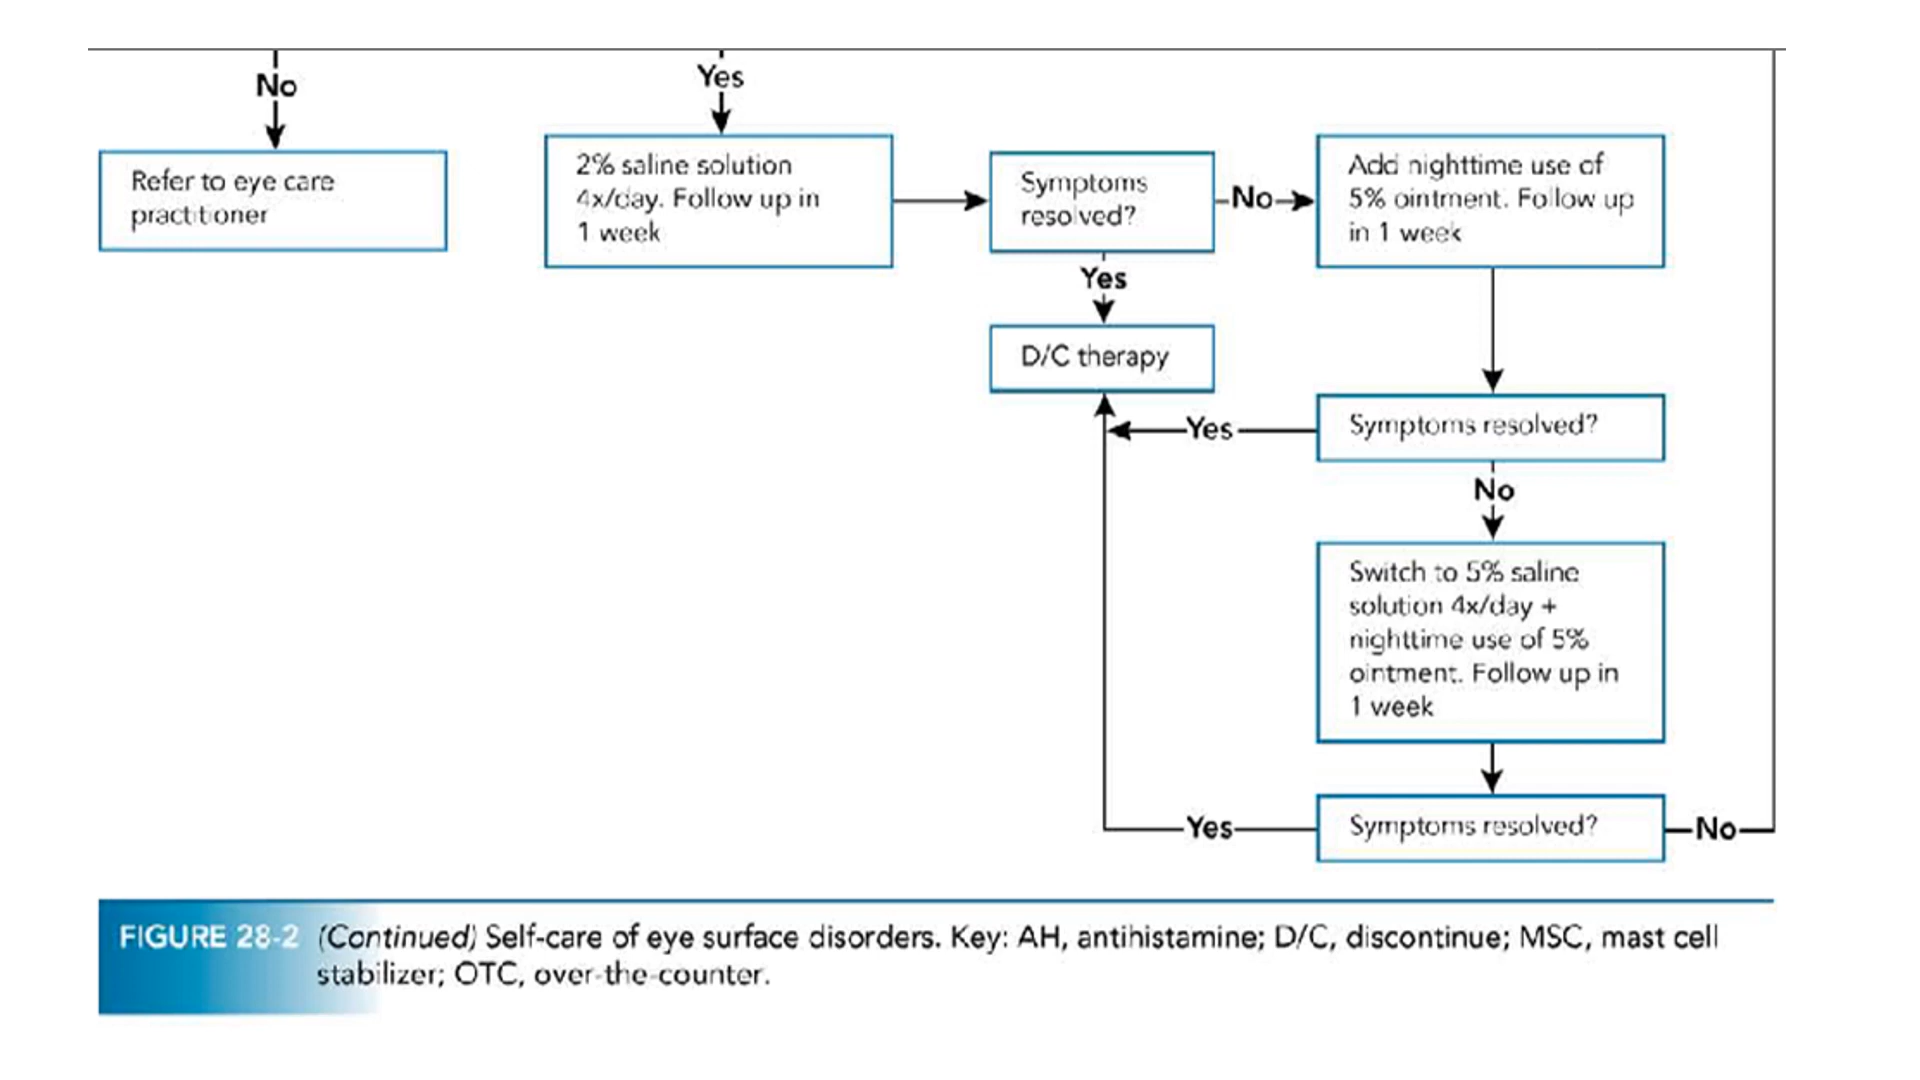 No
Yes
Refer to eye care
practitioner
2% saline solution
4x/day. Follow up in
1 week
Symptoms
resolved?
No
Add nighttime use of
5% ointment. Follow up
in 1 week
Yes
D/C therapy
Yes
Symptoms resolved?
No
Switch to 5% saline
solution 4x/day +
nighttime use of 5%
ointment. Follow up in
1 week
Yes
Symptoms resolved?
No
FIGURE 28-2 (Continued) Self-care of eye surface disorders. Key: AH, antihistamine; D/C, discontinue; MSC, mast cell
stabilizer; OTC, over-the-counter.